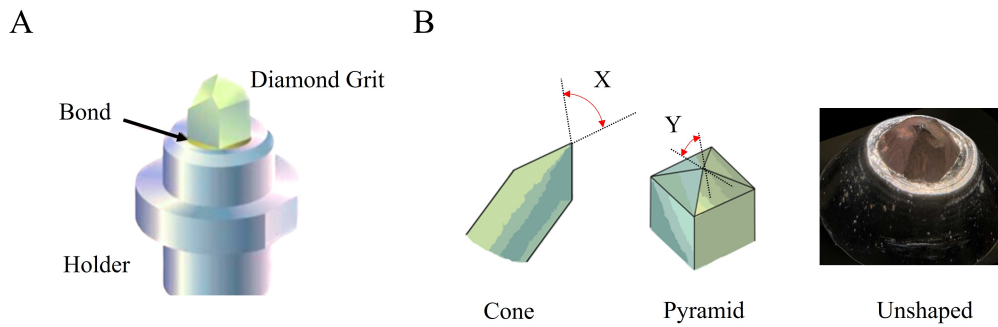 A
B
Diamond Grit
Bond
Holder
X
Y
Cone
Pyramid
Unshaped